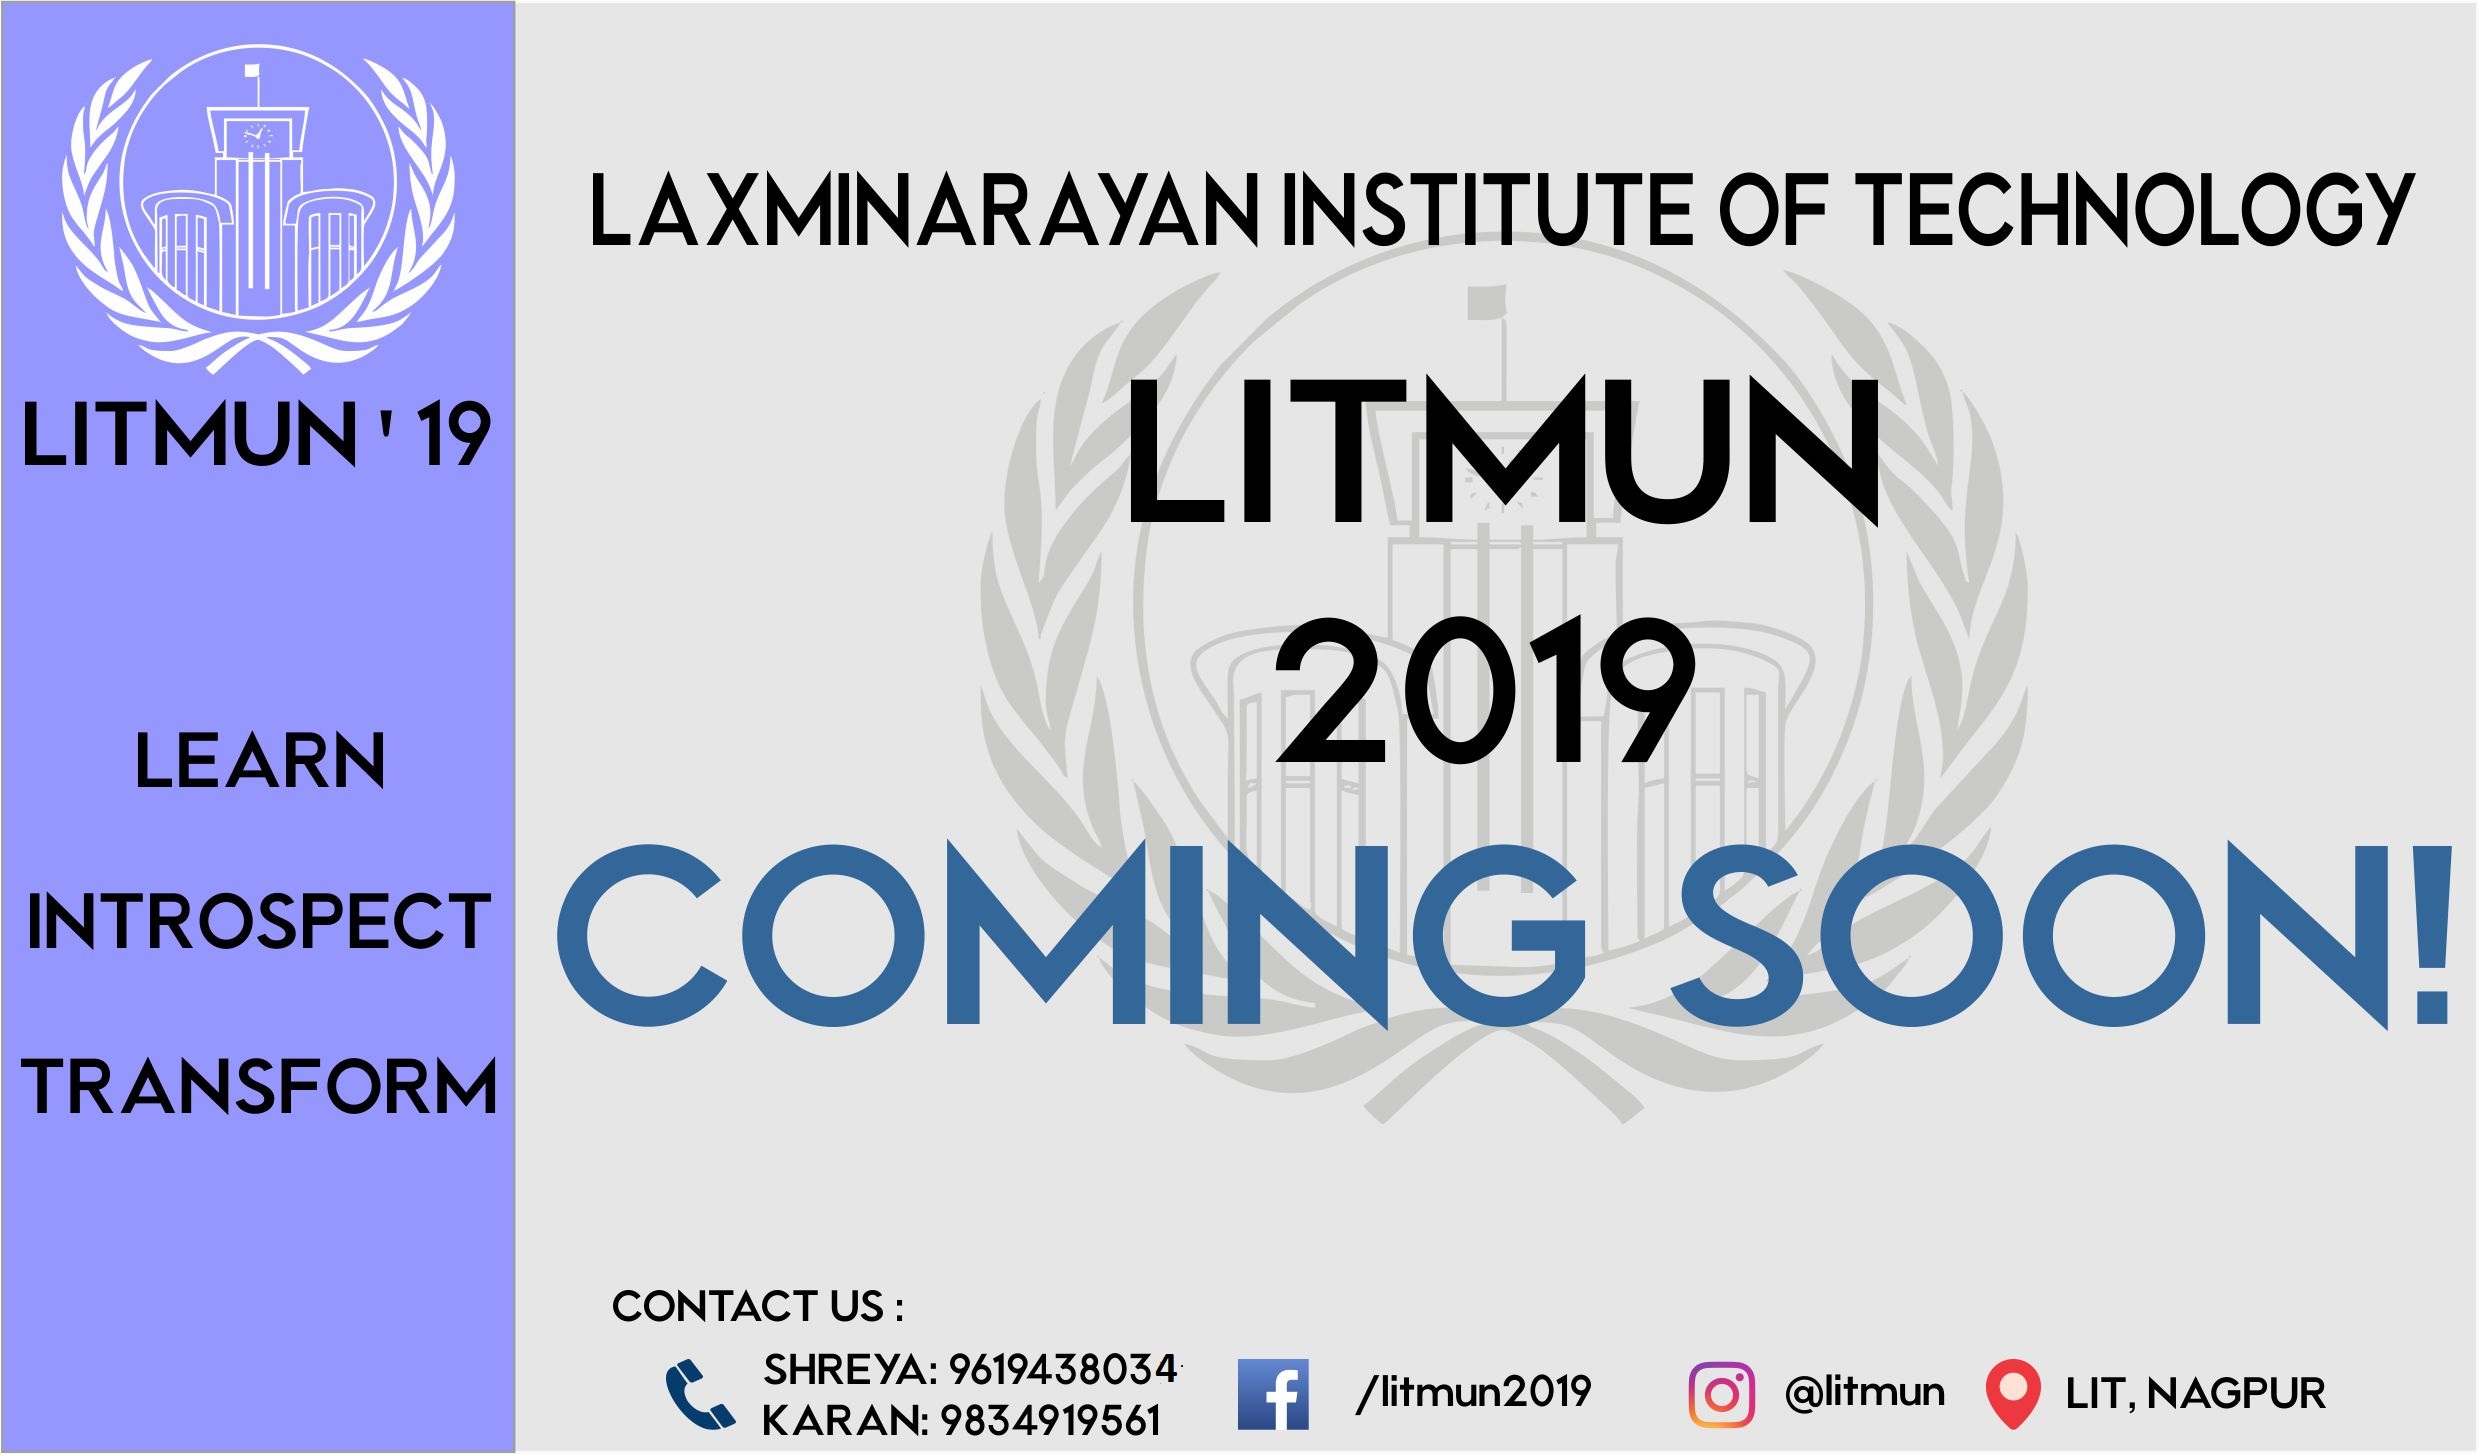 LITMUN ' 19
LEARN
INTROSPECT
TRANSFORM
LAXMINARAYAN INSTITUTE OF TECHNOLOGY
LITMUN
2019
COMING SOON!
CONTACT US :
SHREYA: 9619438034
KARAN: 9834919561
/litmun2019
@litmun
LIT, NAGPUR